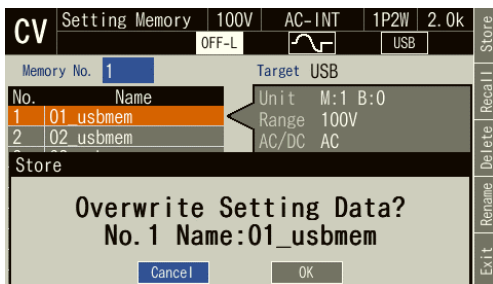 CV Setting Memory 100V AC-INT 1P2W 2.0k
OFF-L USB
Memory No. 1 Target USB
No. Name
1 01_usbmem
2 02_usbmem
Unit M:1 B:0
Range 100V
AC/DC AC
Store
Overwrite Setting Data?
No.1 Name:01_usbmem
Cancel OK
Store
Recall
Delete
Rename
Exit